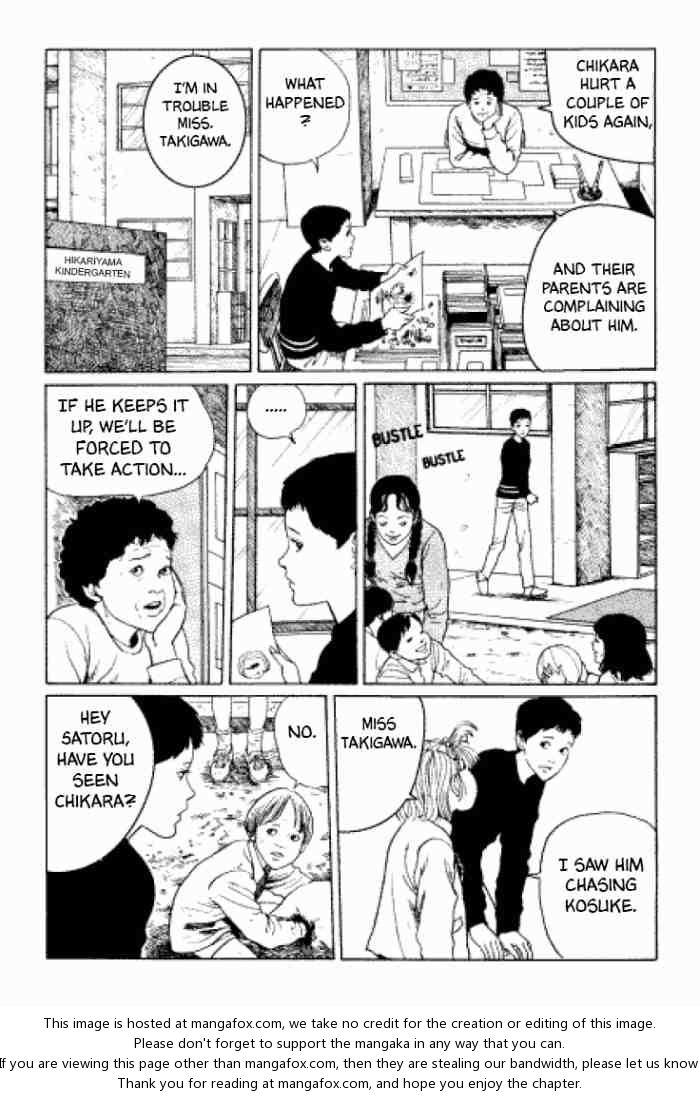 I'M IN
TROUBLE
MISS.
TAKIGAWA.
HIKARIYAMA
KINDERGARTEN
WHAT
HAPPENED
?
CHIKARA
HURT A
COUPLE OF
KIDS AGAIN,
AND THEIR
PARENTS ARE
COMPLAINING
ABOUT HIM.
IF HE KEEPS IT
UP, WE'LL BE
FORCED TO
TAKE ACTION...
.....
BUSTLE
BUSTLE
HEY
SATORU,
HAVE YOU
SEEN
CHIKARA?
NO.
MISS
TAKIGAWA.
I SAW HIM
CHASING
KOSUKE.
This image is hosted at mangafox.com, we take no credit for the creation or editing of this image.
Please don't forget to support the mangaka in any way that you can.
If you are viewing this page other than mangafox.com, then they are stealing our bandwidth, please let us know
Thank you for reading at mangafox.com, and hope you enjoy the chapter.